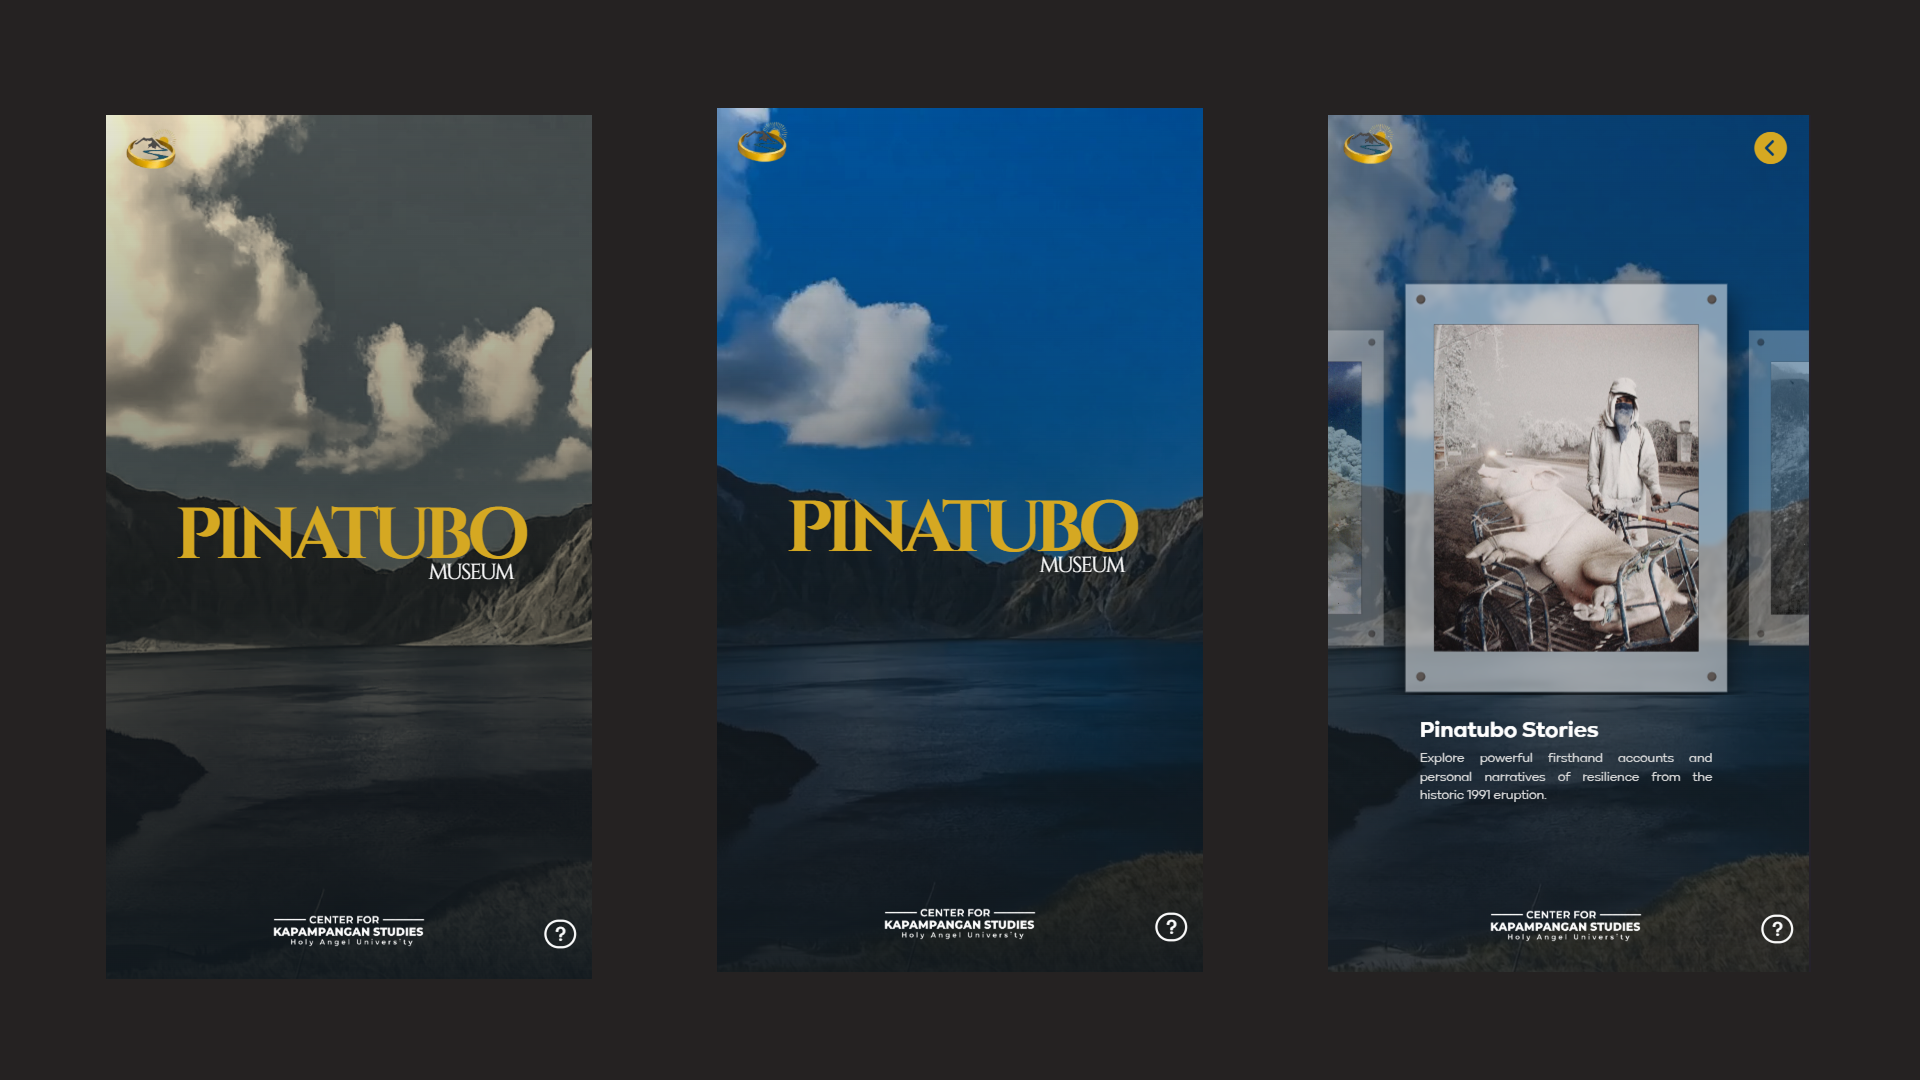 PINATUBO
MUSEUM
CENTER FOR
KAPAMPANGAN STUDIES
Holy Angel University
?
PINATUBO
MUSEUM
CENTER FOR
KAPAMPANGAN STUDIES
Holy Angel University
?
Pinatubo Stories
Explore powerful firsthand accounts and
personal narratives of resilience from the
historic 1991 eruption.
CENTER FOR
KAPAMPANGAN STUDIES
Holy Angel University
?